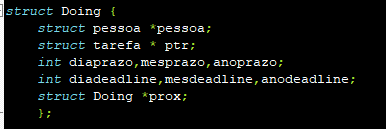 struct Doing {
struct pessoa *pessoa;
struct tarefa * ptr;
int diaprazo,mesprazo,anoprazo;
int diadeadline,mesdeadline,anodeadline;
struct Doing *prox;
};